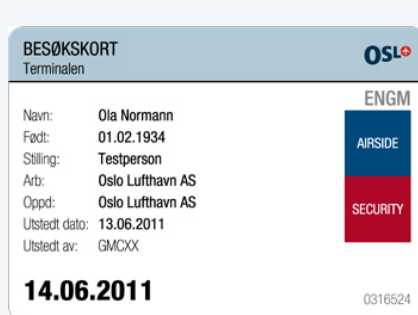 BESØKSKORT
Terminalen
OSL
ENGM
Navn: Ola Normann
Født: 01.02.1934
Stilling: Testperson
Arb: Oslo Lufthavn AS
Oppd: Oslo Lufthavn AS
Utstedt dato: 13.06.2011
Utstedt av: GMCXX
AIRSIDE
SECURITY
14.06.2011
0316524